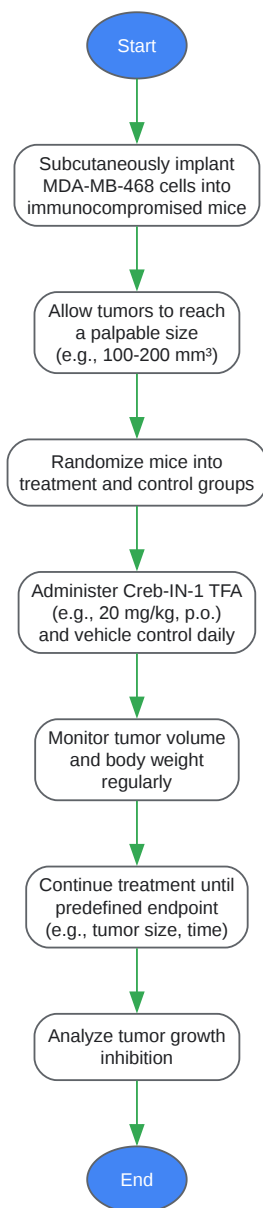 Start
Subcutaneously implant
MDA-MB-468 cells into
immunocompromised mice
Allow tumors to reach
a palpable size
(e.g., 100-200 mm³)
Randomize mice into
treatment and control groups
Administer Creb-IN-1 TFA
(e.g., 20 mg/kg, p.o.)
and vehicle control daily
Monitor tumor volume
and body weight
regularly
Continue treatment until
predefined endpoint
(e.g., tumor size, time)
Analyze tumor growth
inhibition
End